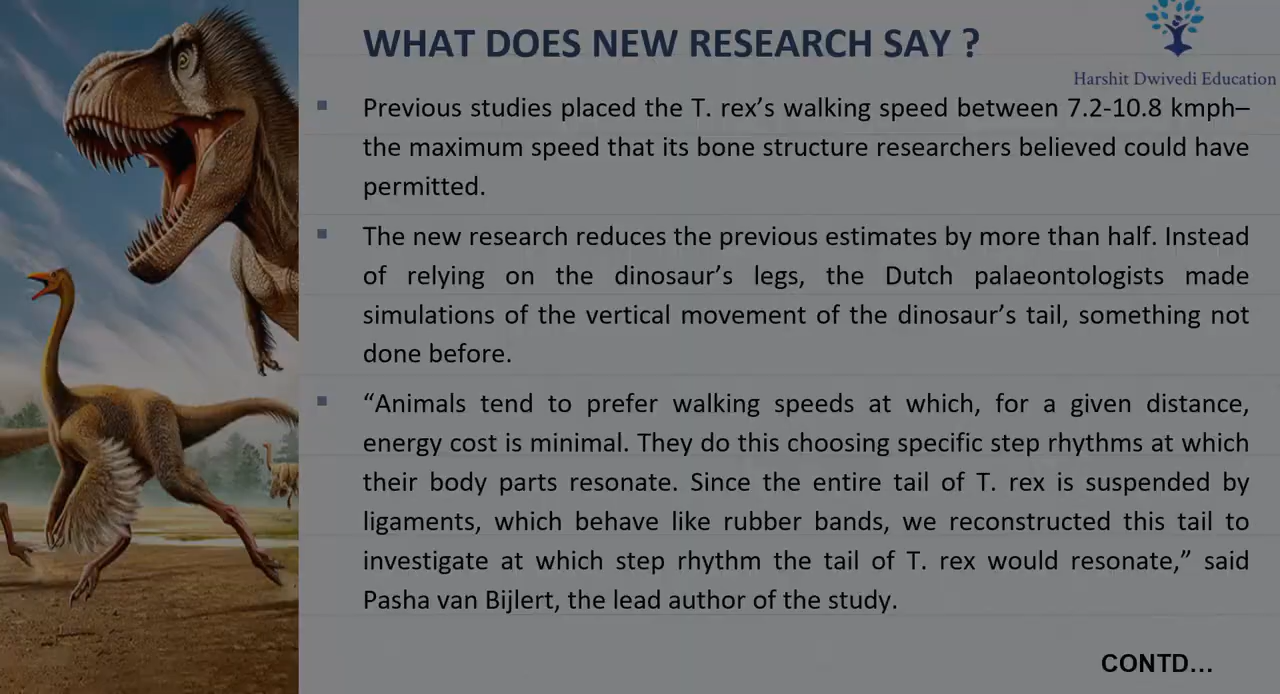 WHAT DOES NEW RESEARCH SAY ?
Harshit Dwivedi Education
▪ Previous studies placed the T. rex’s walking speed between 7.2-10.8 kmph–
the maximum speed that its bone structure researchers believed could have
permitted.
▪ The new research reduces the previous estimates by more than half. Instead
of relying on the dinosaur’s legs, the Dutch palaeontologists made
simulations of the vertical movement of the dinosaur’s tail, something not
done before.
▪ “Animals tend to prefer walking speeds at which, for a given distance,
energy cost is minimal. They do this choosing specific step rhythms at which
their body parts resonate. Since the entire tail of T. rex is suspended by
ligaments, which behave like rubber bands, we reconstructed this tail to
investigate at which step rhythm the tail of T. rex would resonate,” said
Pasha van Bijlert, the lead author of the study.
CONTD...